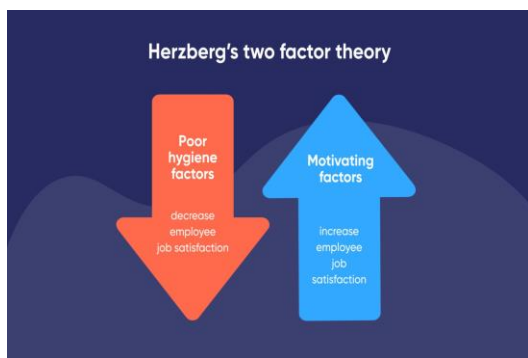 Herzberg's two factor theory
Poor
hygiene
factors
decrease
employee
job satisfaction
Motivating
factors
increase
employee
job
satisfaction